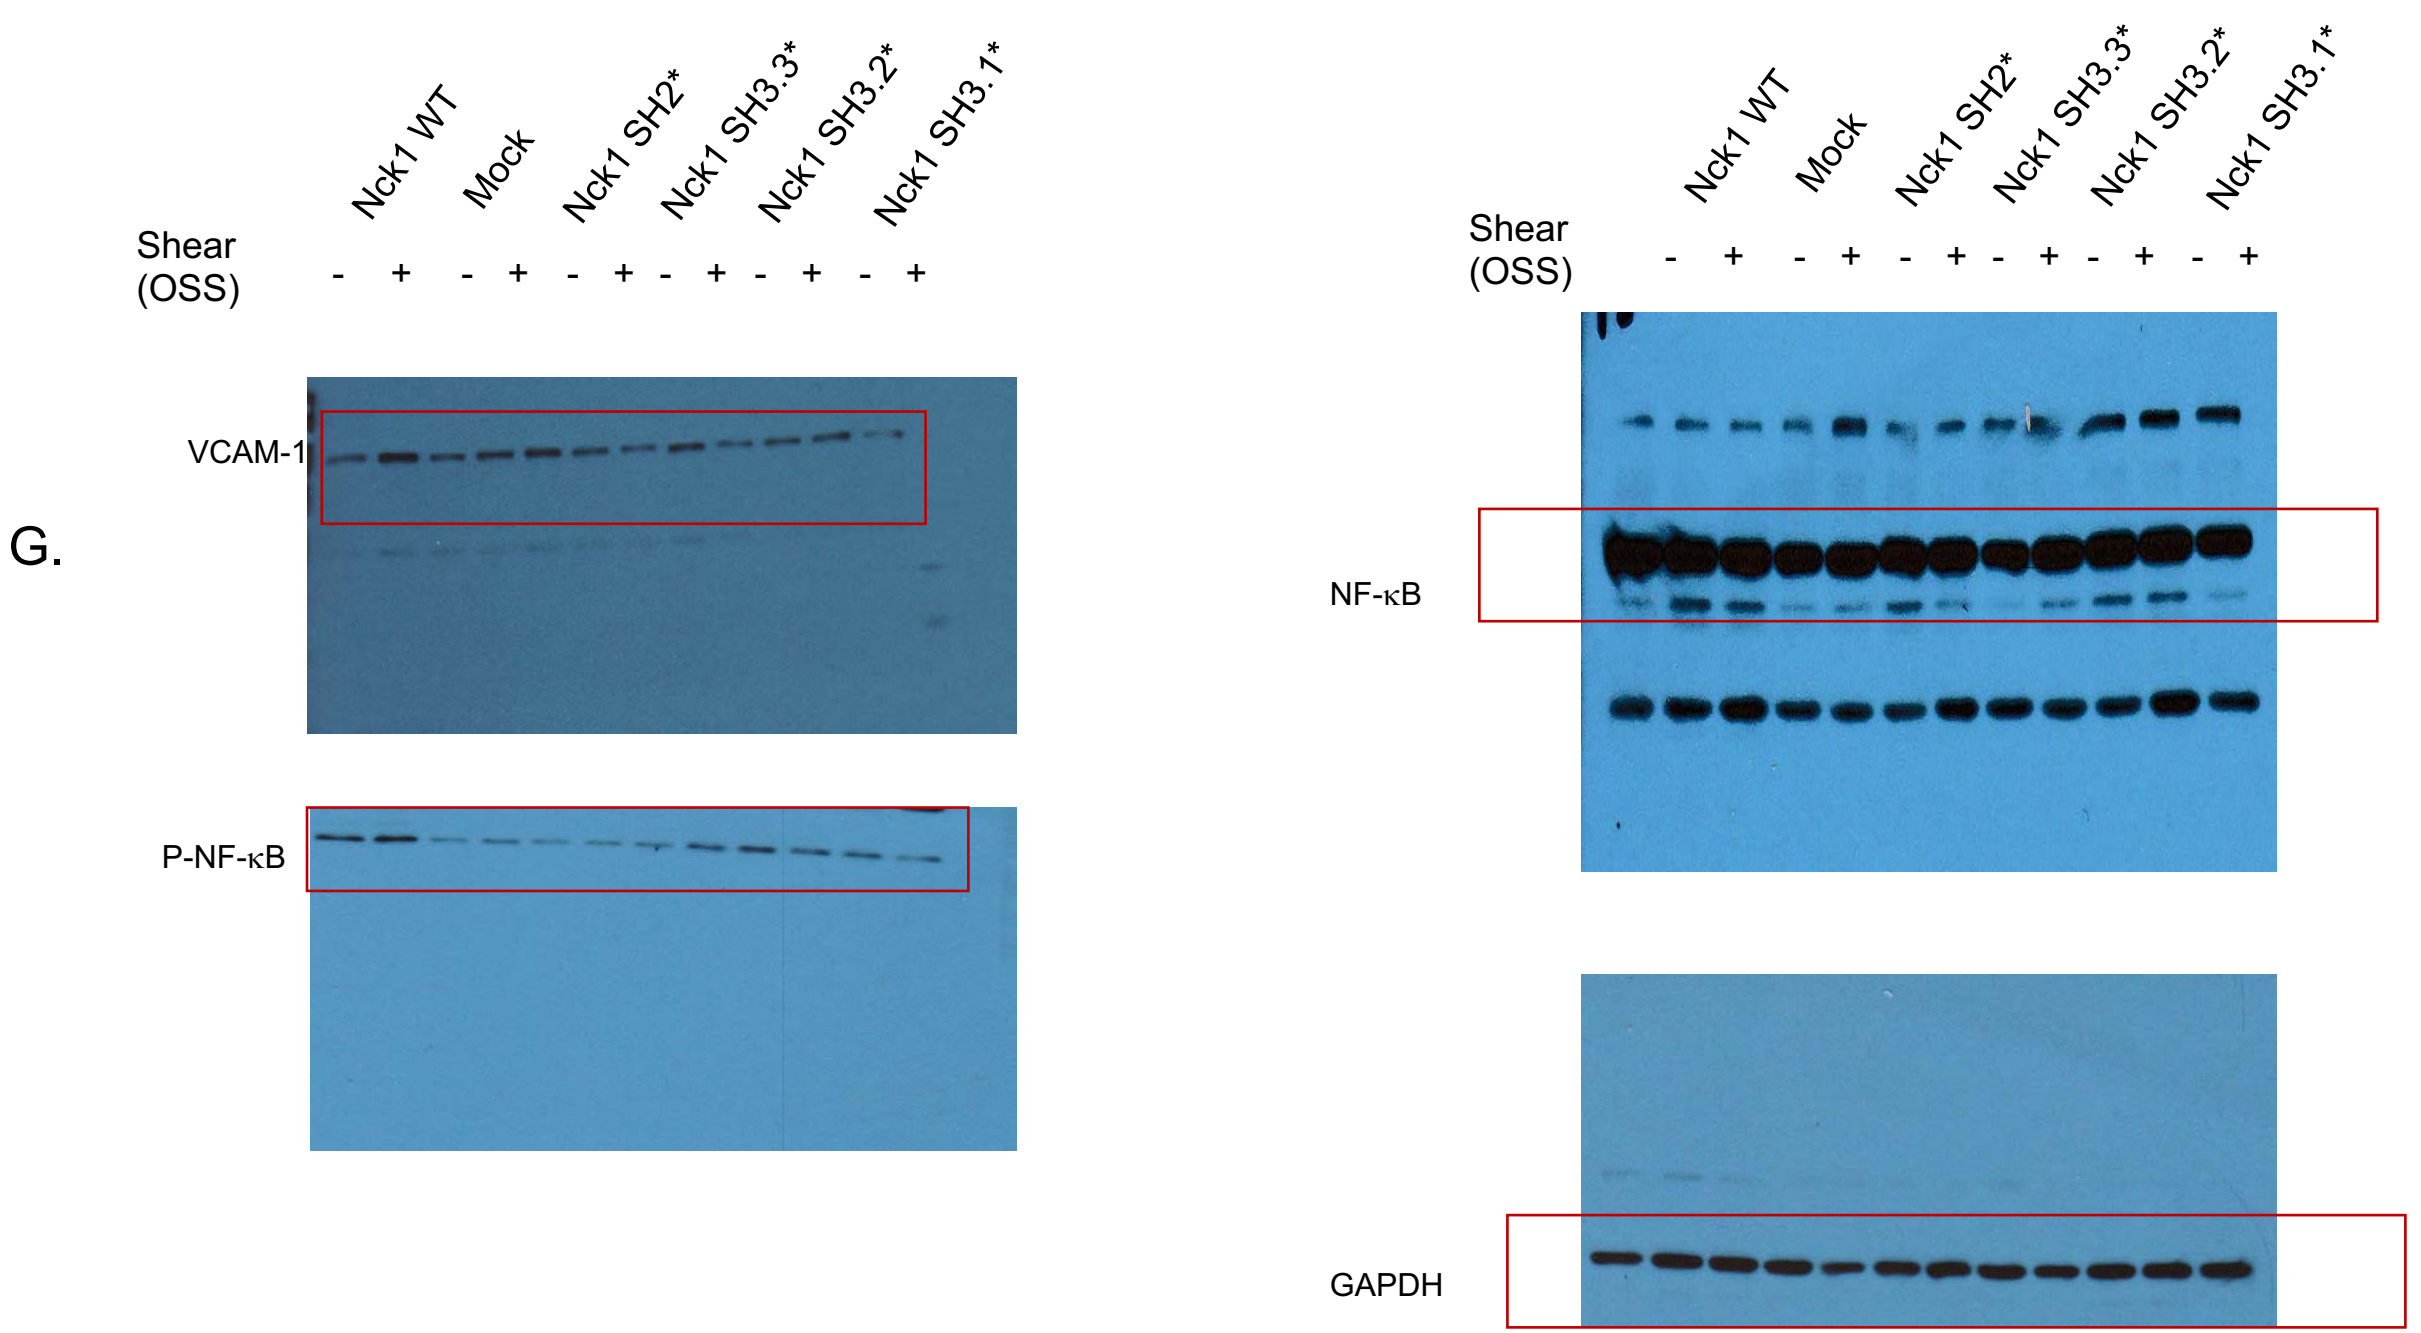 Nck1 WT
Mock
Nck1 SH2*
Nck1 SH3.3*
Nck1 SH3.2*
Nck1 SH3.1*
Shear
(OSS)
- + - + - + - + - + - +
VCAM-1
G.
P-NF-κB
Nck1 WT
Mock
Nck1 SH2*
Nck1 SH3.3*
Nck1 SH3.2*
Nck1 SH3.1*
Shear
(OSS)
- + - + - + - + - + - +
NF-κB
GAPDH